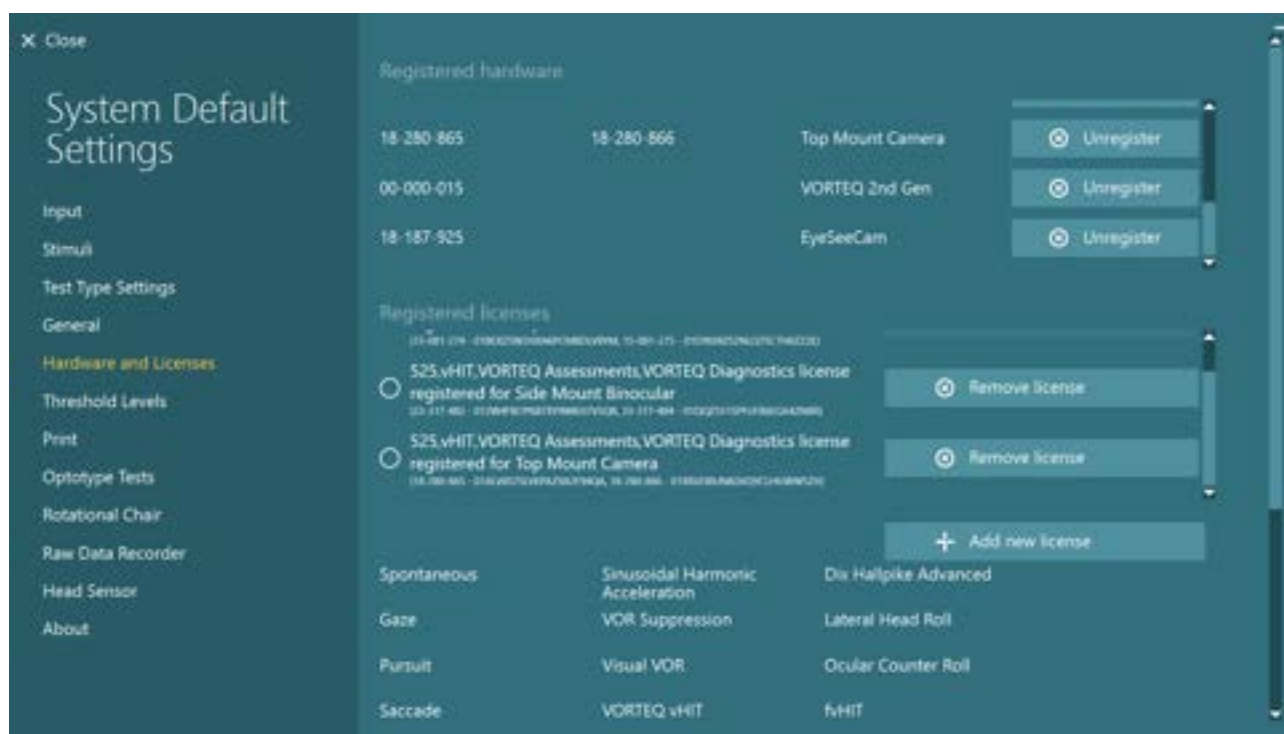 Close
System Default
Settings
Input
Stimuli
Test Type Settings
General
Hardware and Licenses
Threshold Levels
Print
Optotype Tests
Rotational Chair
Raw Data Recorder
Head Sensor
About
Registered hardware
18-280-865 18-280-866 Top Mount Camera Unregister
00-000-015 VORTEQ 2nd Gen Unregister
18-187-925 EyeSeeCam Unregister
Registered licenses
525,vHIT,VORTEQ Assessments,VORTEQ Diagnostics license
registered for Side Mount Binocular
Remove license
525,vHIT,VORTEQ Assessments,VORTEQ Diagnostics license
registered for Top Mount Camera
Remove license
Add new license
Spontaneous Sinusoidal Harmonic Dix Hallpike Advanced
Acceleration
Gaze VOR Suppression Lateral Head Roll
Pursuit Visual VOR Ocular Counter Roll
Saccade VORTEQ vHIT fvHIT